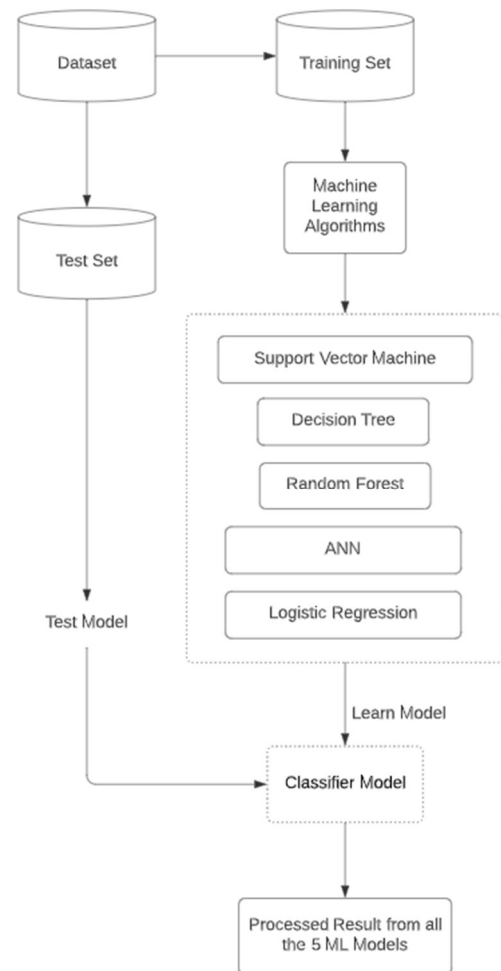 Dataset
Training Set
Machine
Learning
Algorithms
Test Set
Support Vector Machine
Decision Tree
Random Forest
ANN
Logistic Regression
Test Model
Learn Model
Classifier Model
Processed Result from all
the 5 ML Models